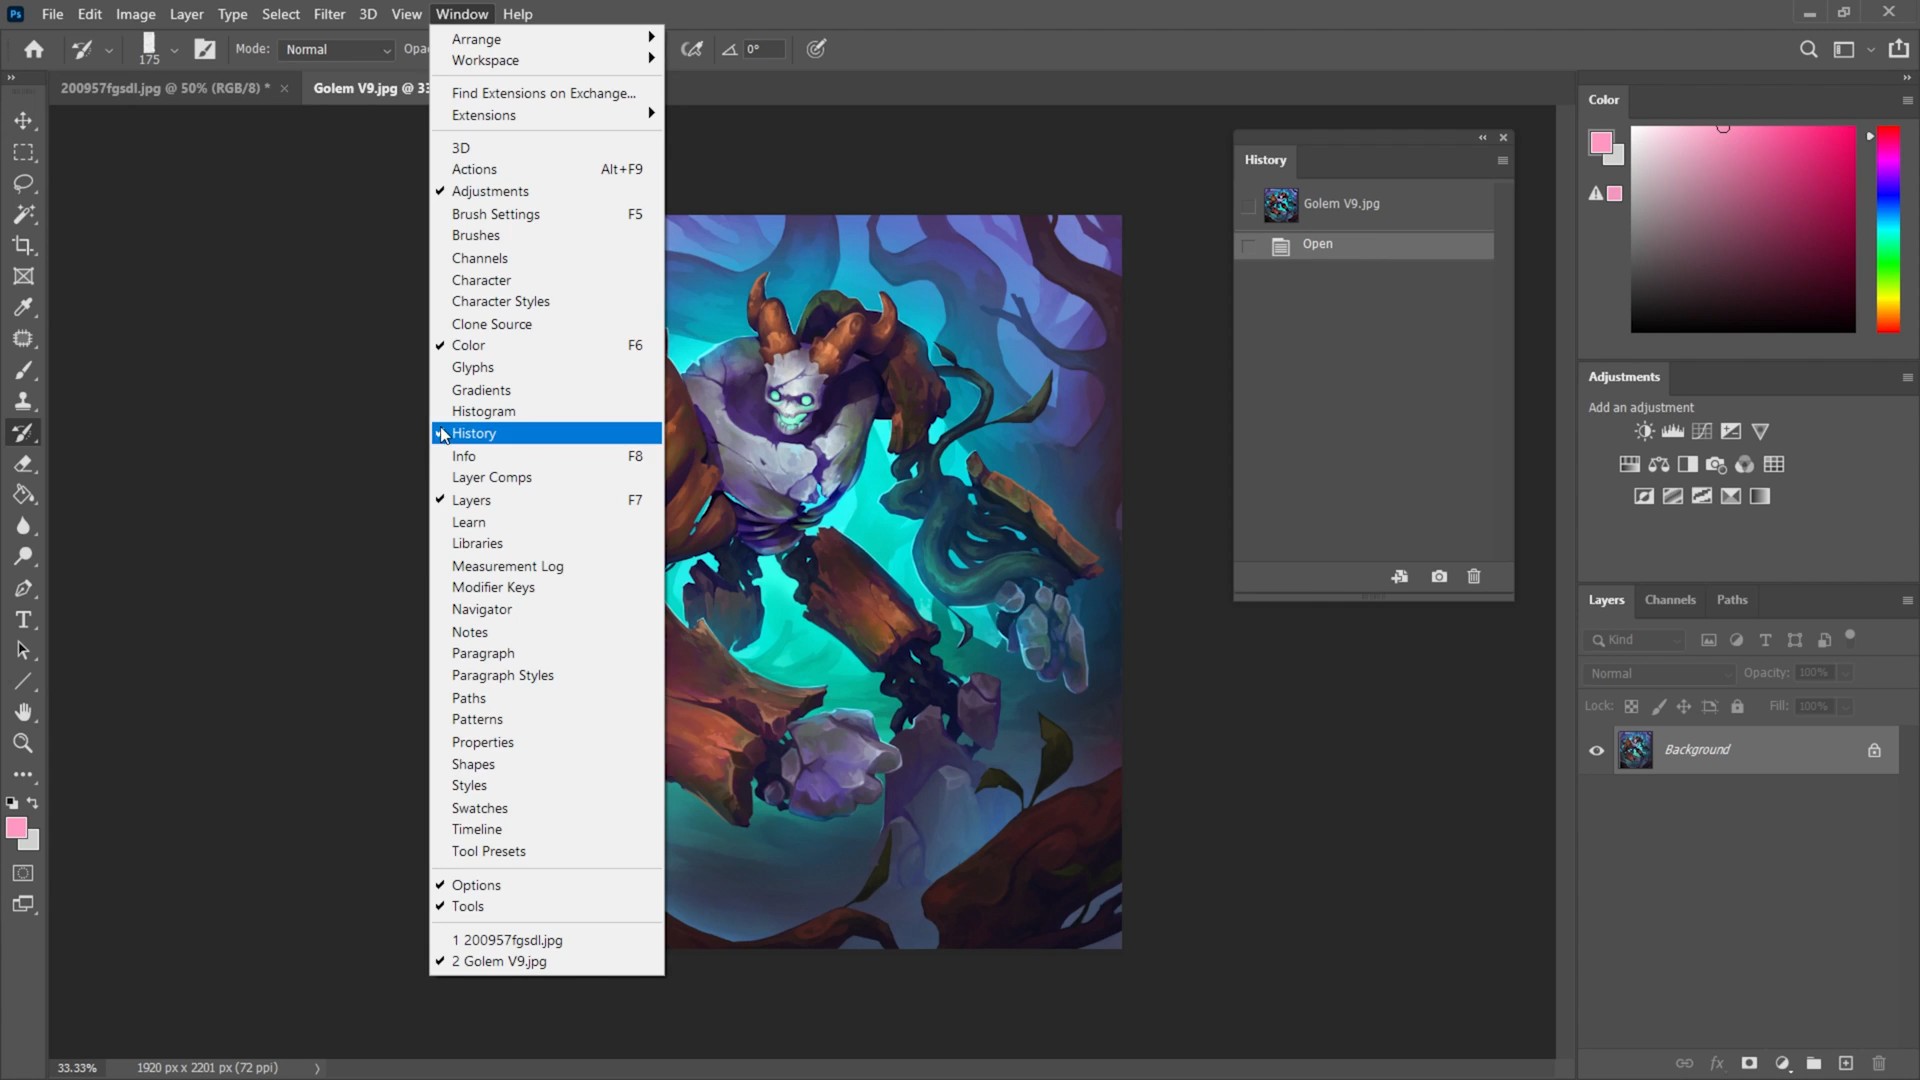 Ps File Edit Image Layer Type Select Filter 3D View Window Help
175 Mode: Normal Opac 0°
200957fgsdl.jpg @ 50% (RGB/8) * Golem V9.jpg @ 33
Arrange
Workspace
Find Extensions on Exchange...
Extensions
3D
Actions Alt+F9
Adjustments
Brush Settings F5
Brushes
Channels
Character
Character Styles
Clone Source
Color F6
Glyphs
Gradients
Histogram
History
Info F8
Layer Comps
Layers F7
Learn
Libraries
Measurement Log
Modifier Keys
Navigator
Notes
Paragraph
Paragraph Styles
Paths
Patterns
Properties
Shapes
Styles
Swatches
Timeline
Tool Presets
Options
Tools
1 200957fgsdl.jpg
2 Golem V9.jpg
History
Golem V9.jpg
Open
Color
Adjustments
Add an adjustment
Layers Channels Paths
Kind
Normal Opacity: 100%
Lock: Fill: 100%
Background
fx
33.33% 1920 px x 2201 px (72 ppi)